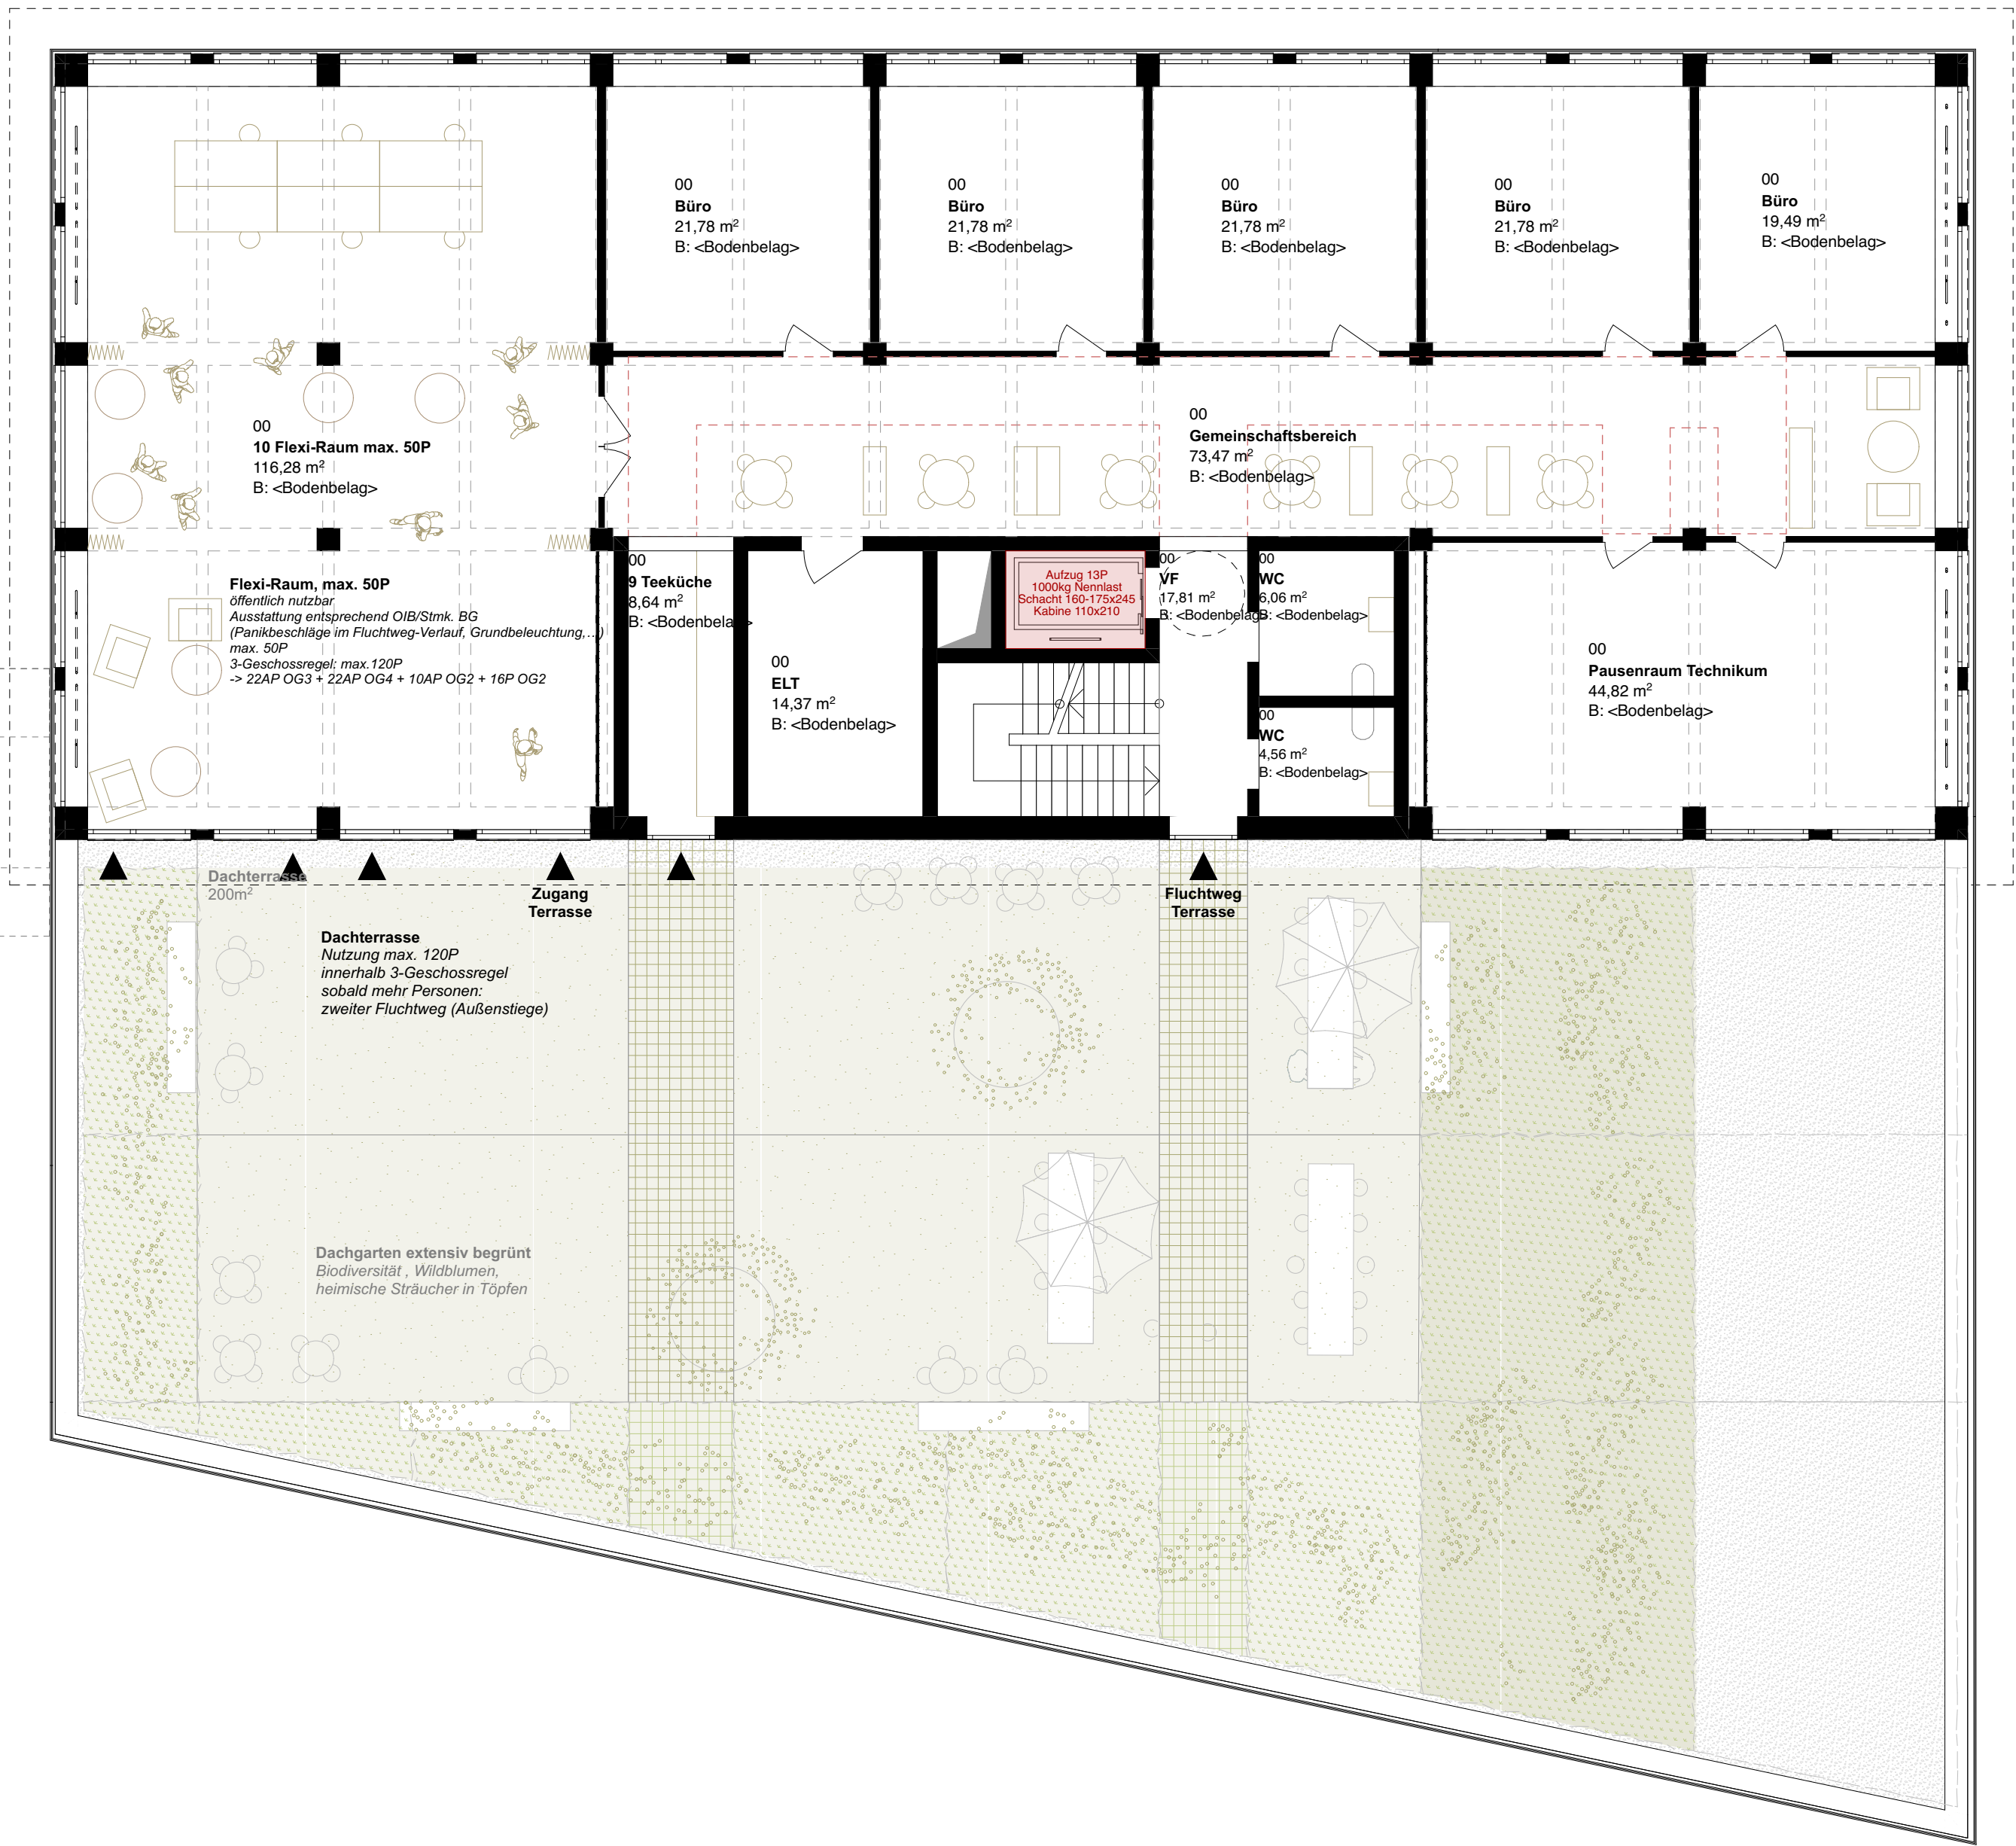 00
Büro
21,78 m²
B: <Bodenbelag>
00
Büro
21,78 m²
B: <Bodenbelag>
00
Büro
21,78 m²
B: <Bodenbelag>
00
Büro
21,78 m²
B: <Bodenbelag>
00
Büro
19,49 m²
B: <Bodenbelag>
00
10 Flexi-Raum max. 50P
116,28 m²
B: <Bodenbelag>
00
Gemeinschaftsbereich
73,47 m²
B: <Bodenbelag>
Flexi-Raum, max. 50P
öffentlich nutzbar
Ausstattung entsprechend OIB/Stmk. BG
(Panikbeschläge im Fluchtweg-Verlauf, Grundbeleuchtung,...)
max. 50P
3-Geschossregel: max.120P
-> 22AP OG3 + 22AP OG4 + 10AP OG2 + 16P OG2
00
9 Teeküche
8,64 m²
B: <Bodenbelag>
00
ELT
14,37 m²
B: <Bodenbelag>
Aufzug 13P
1000kg Nennlast
Schacht 160-175x245
Kabine 110x210
00
VF
17,81 m²
B: <Bodenbelag>
00
WC
6,06 m²
B: <Bodenbelag>
00
WC
4,56 m²
B: <Bodenbelag>
00
Pausenraum Technikum
44,82 m²
B: <Bodenbelag>
Dachterrasse
200m²
Zugang
Terrasse
Fluchtweg
Terrasse
Dachterrasse
Nutzung max. 120P
innerhalb 3-Geschossregel
sobald mehr Personen:
zweiter Fluchtweg (Außenstiege)
Dachgarten extensiv begrünt
Biodiversität , Wildblumen,
heimische Sträucher in Töpfen